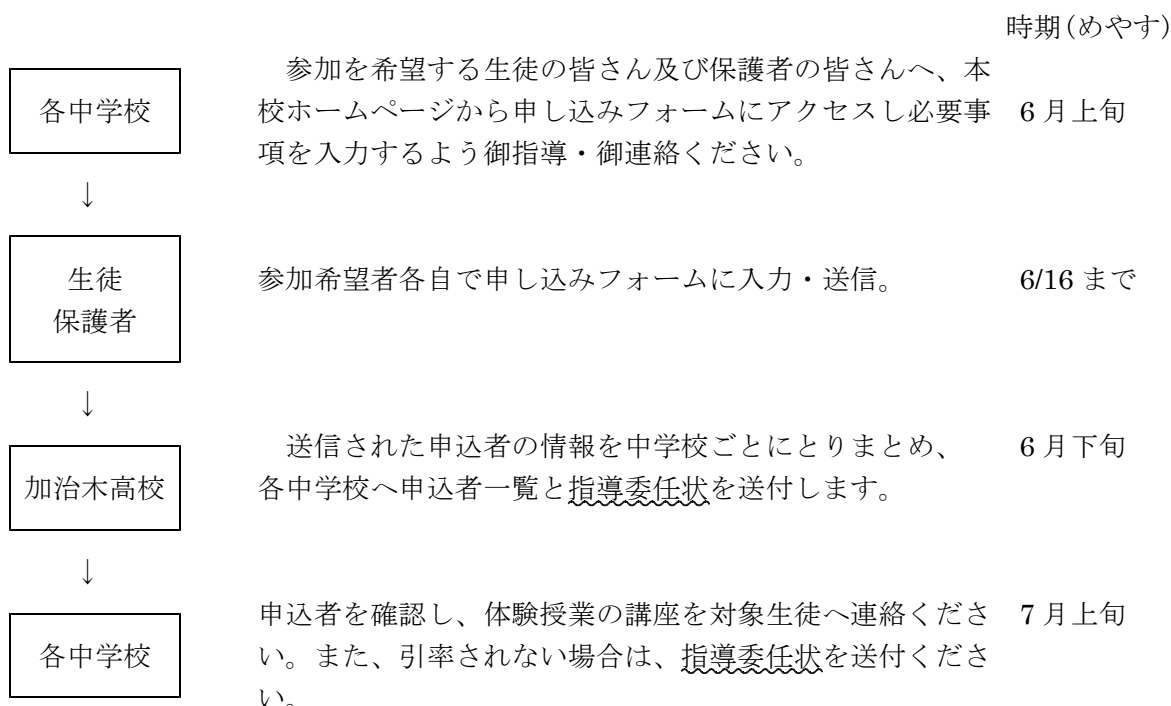 時期(めやす)
各中学校
参加を希望する生徒の皆さん及び保護者の皆さんへ、本
校ホームページから申し込みフォームにアクセスし必要事
項を入力するよう御指導・御連絡ください。
6 月上旬
↓
生徒
保護者
参加希望者各自で申し込みフォームに入力・送信。
6/16 まで
↓
加治木高校
送信された申込者の情報を中学校ごとにとりまとめ、
各中学校へ申込者一覧と指導委任状を送付します。
6 月下旬
↓
各中学校
申込者を確認し、体験授業の講座を対象生徒へ連絡くださ
い。また、引率されない場合は、指導委任状を送付くださ
い。
7 月上旬